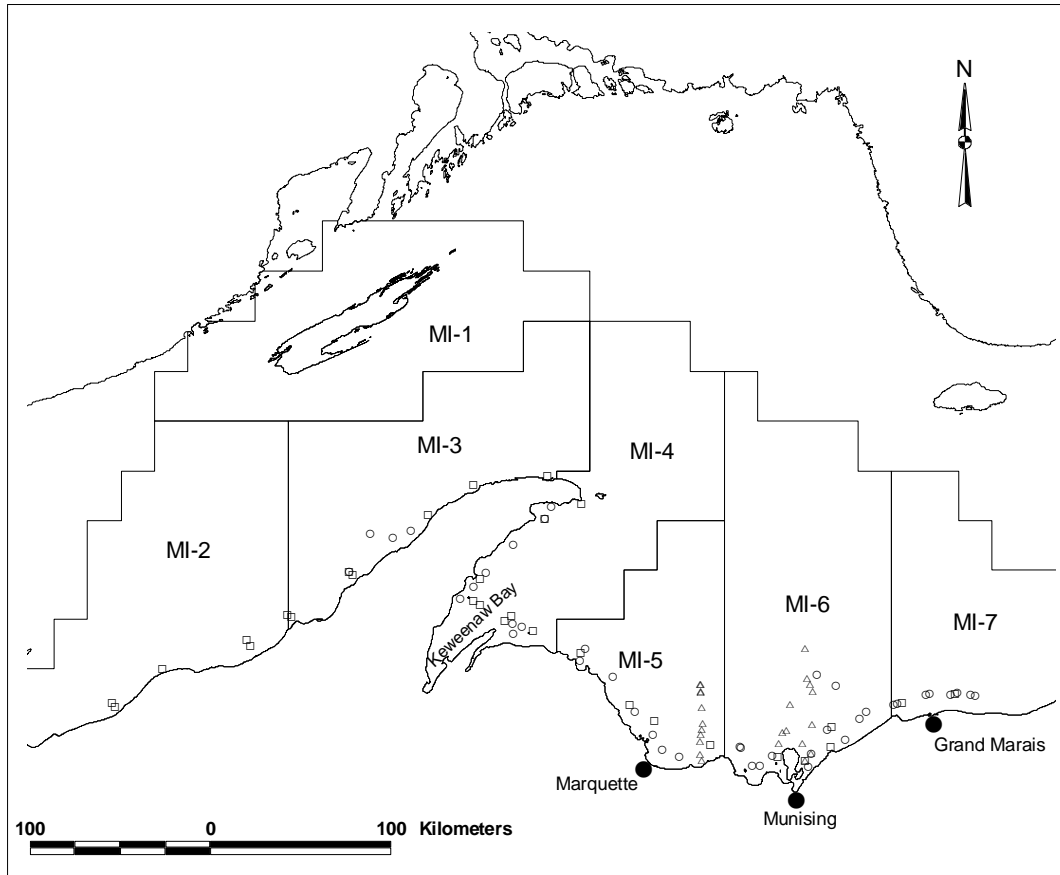 N
MI-1
MI-3
MI-4
MI-2
MI-6
Keweenaw Bay
MI-7
MI-5
Grand Marais
Marquette
Munising
100 0 100 Kilometers